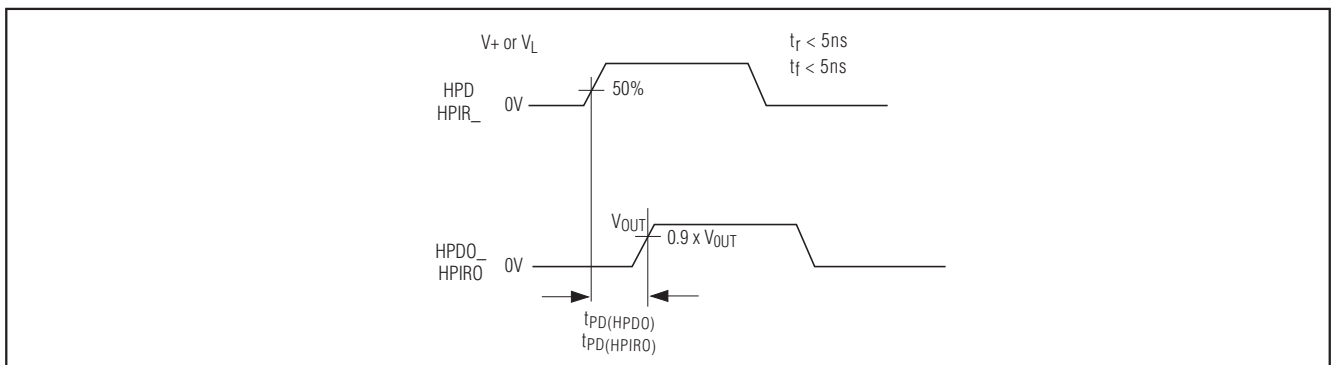 V+ or VL
tr < 5ns
tf < 5ns
HPD
HPIR_
0V
50%
VOUT
0.9 x VOUT
HPDO_
HPIRO
0V
tPD(HPDO)
tPD(HPIRO)